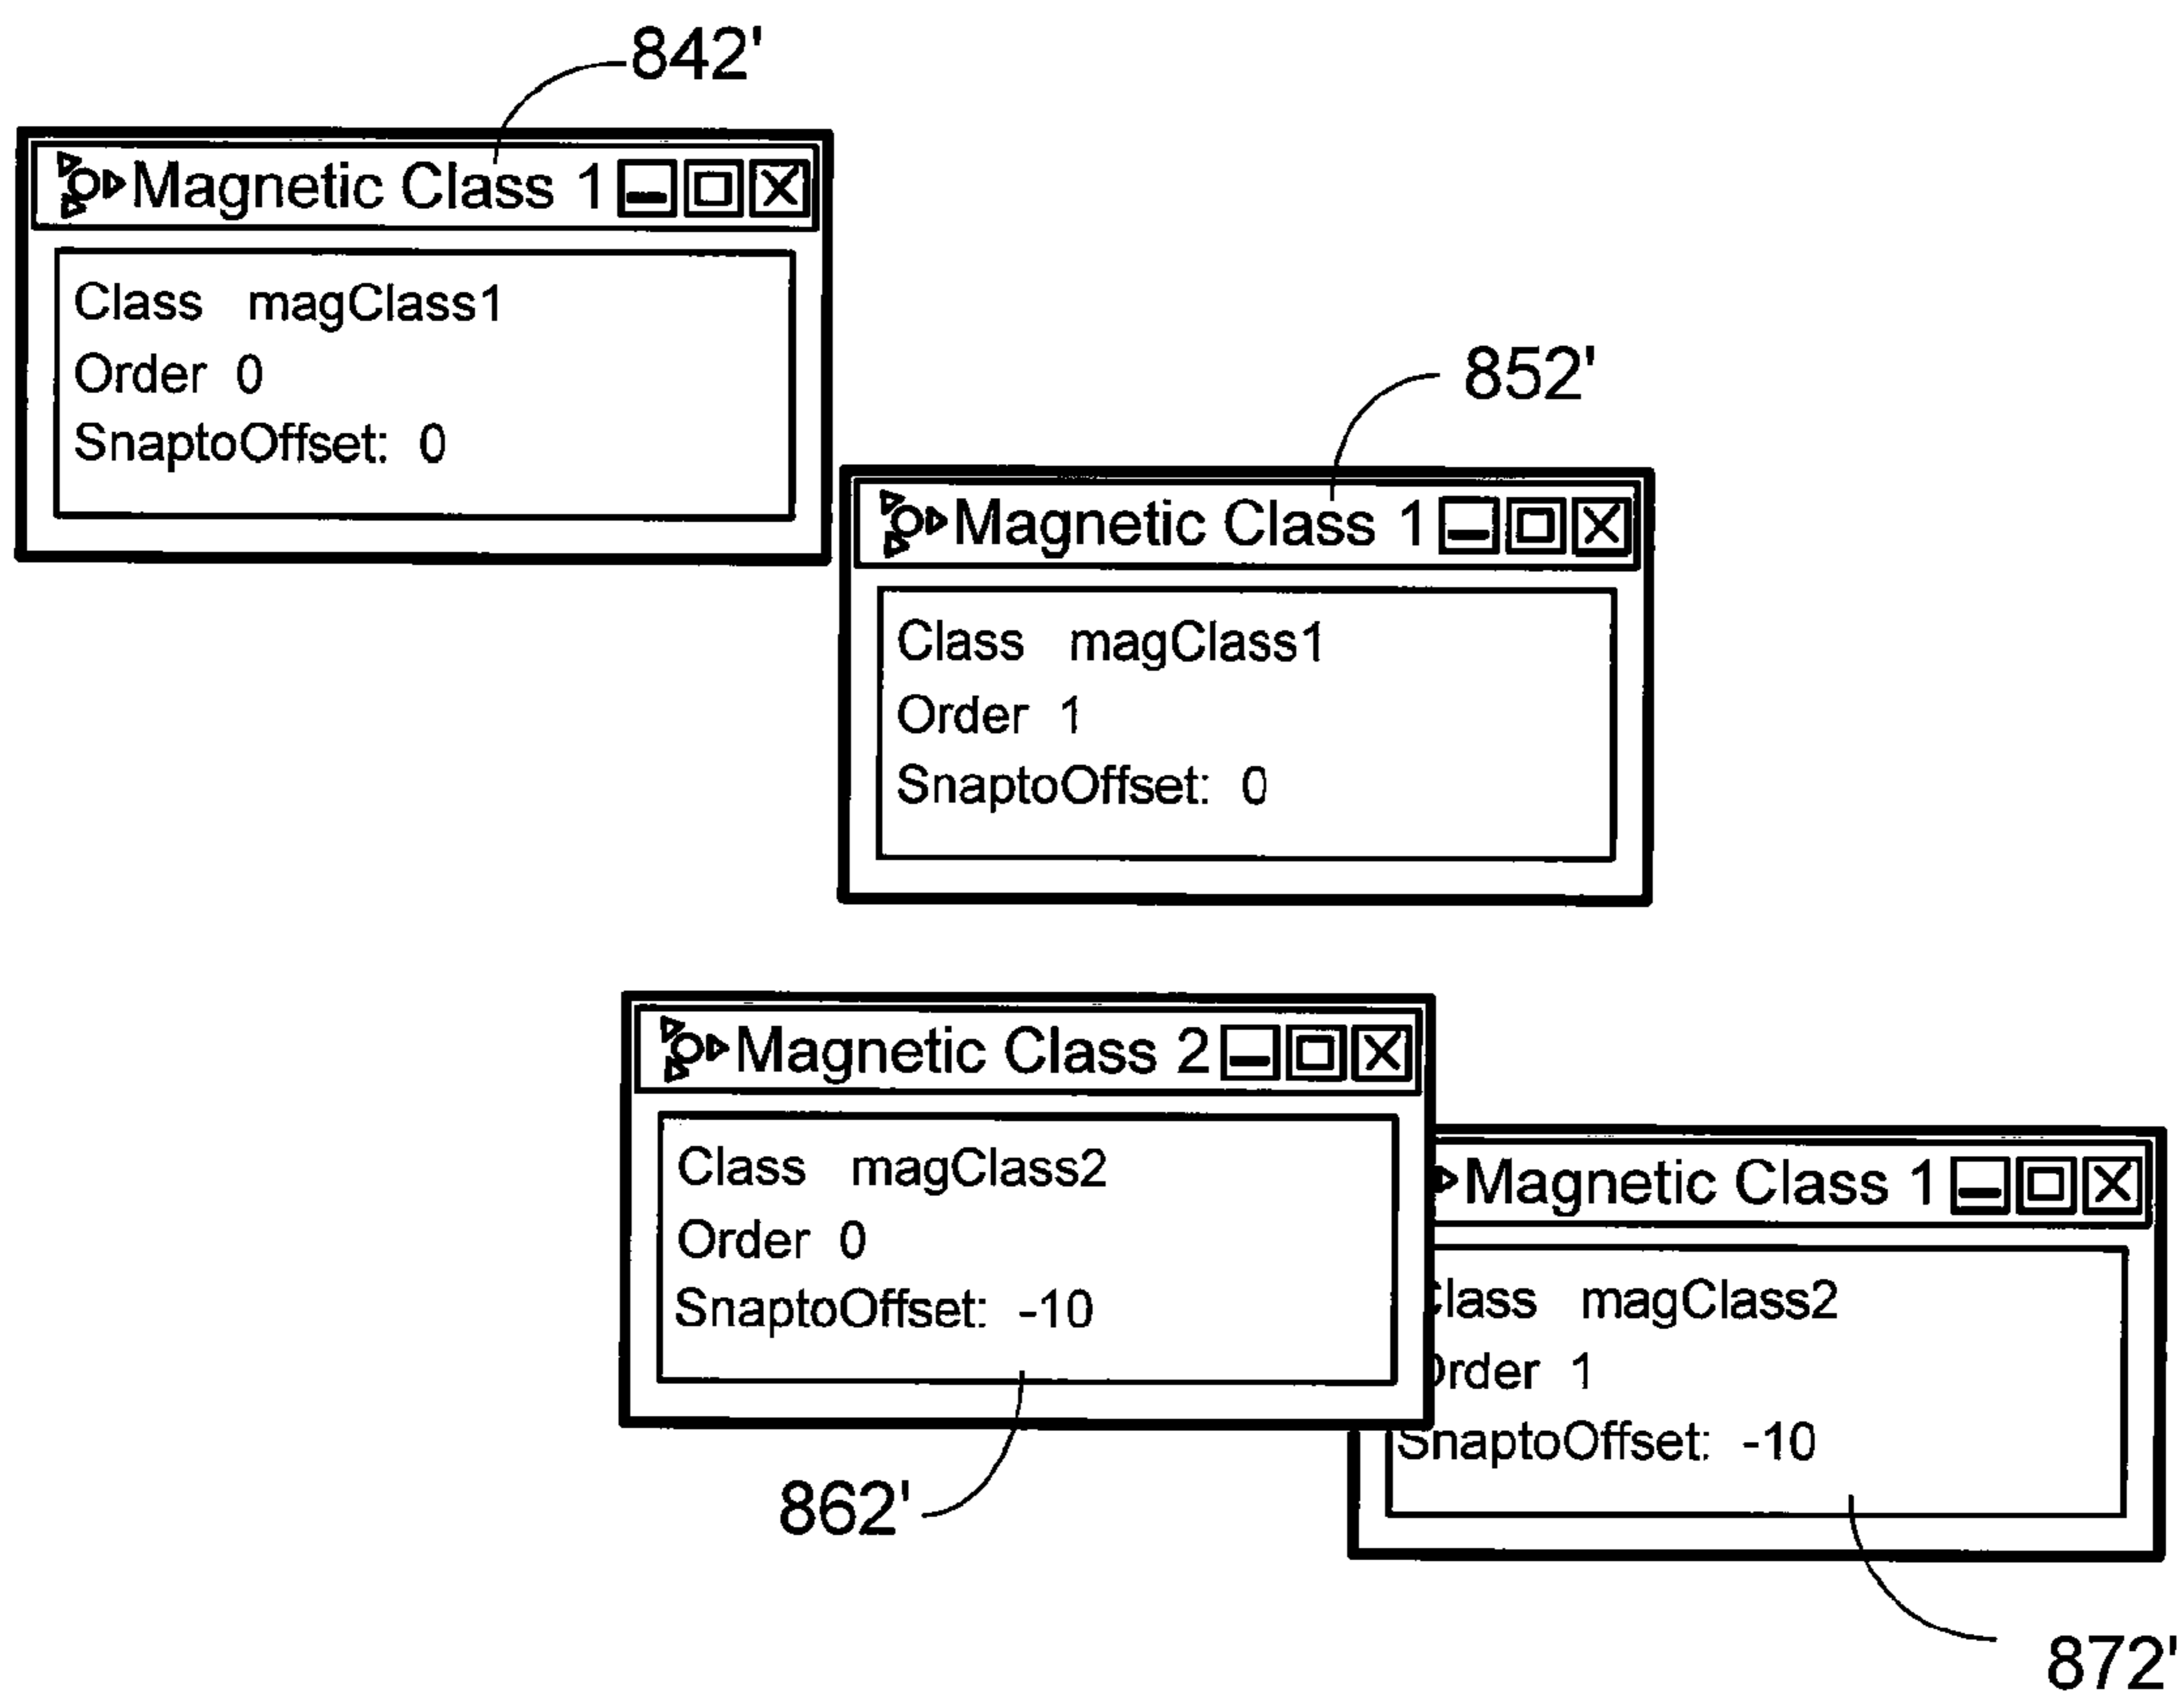 842'
Magnetic Class 1
Class magClass1
Order 0
SnaptoOffset: 0
852'
Magnetic Class 1
Class magClass1
Order 1
SnaptoOffset: 0
Magnetic Class 2
Class magClass2
Order 0
SnaptoOffset: -10
862'
Magnetic Class 1
Class magClass2
Order 1
SnaptoOffset: -10
872'